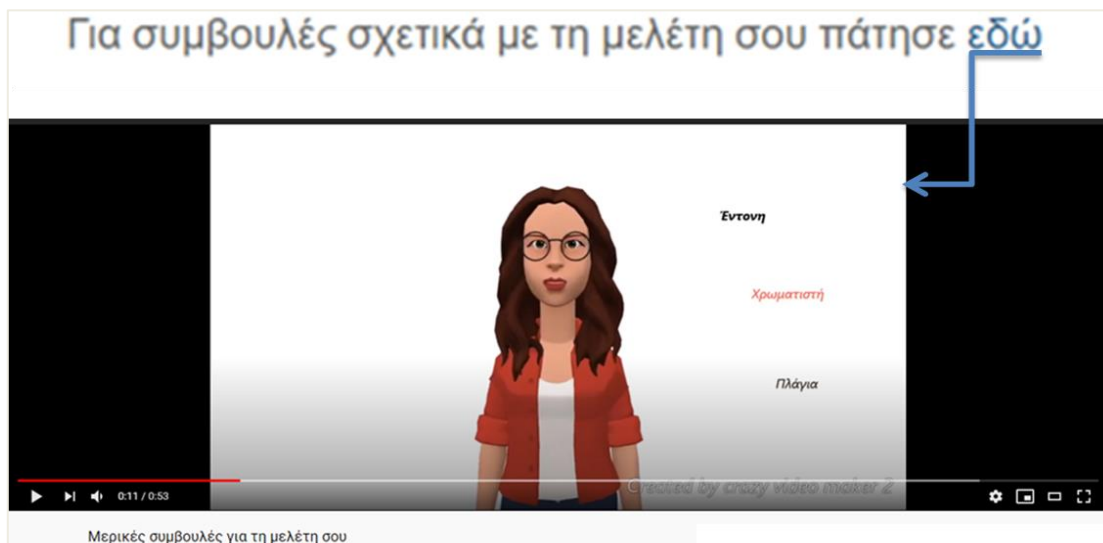 Για συμβουλές σχετικά με τη μελέτη σου πάτησε εδώ
Έντονη
Χρωματιστή
Πλάγια
Created by crazy video maker 2
0:11 / 0:53
Μερικές συμβουλές για τη μελέτη σου